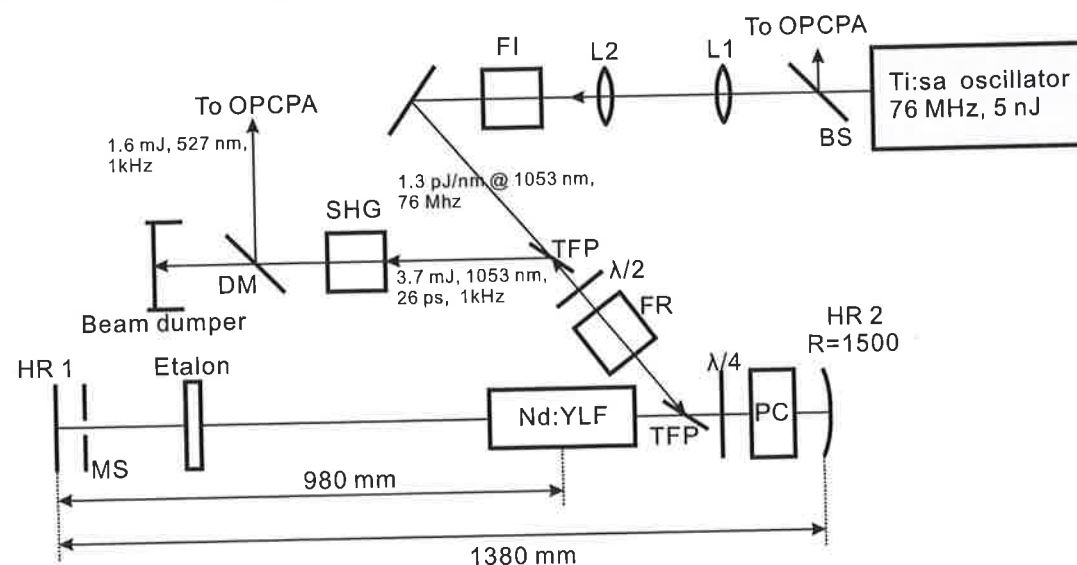 To OPCPA
FI
L2
L1
Ti:sa oscillator
76 MHz, 5 nJ
BS
To OPCPA
1.6 mJ, 527 nm,
1kHz
1.3 pJ/nm @ 1053 nm,
76 Mhz
SHG
TFP
λ/2
DM
3.7 mJ, 1053 nm,
26 ps, 1kHz
FR
Beam dumper
HR 2
R=1500
HR 1
Etalon
λ/4
Nd:YLF
PC
TFP
MS
980 mm
1380 mm